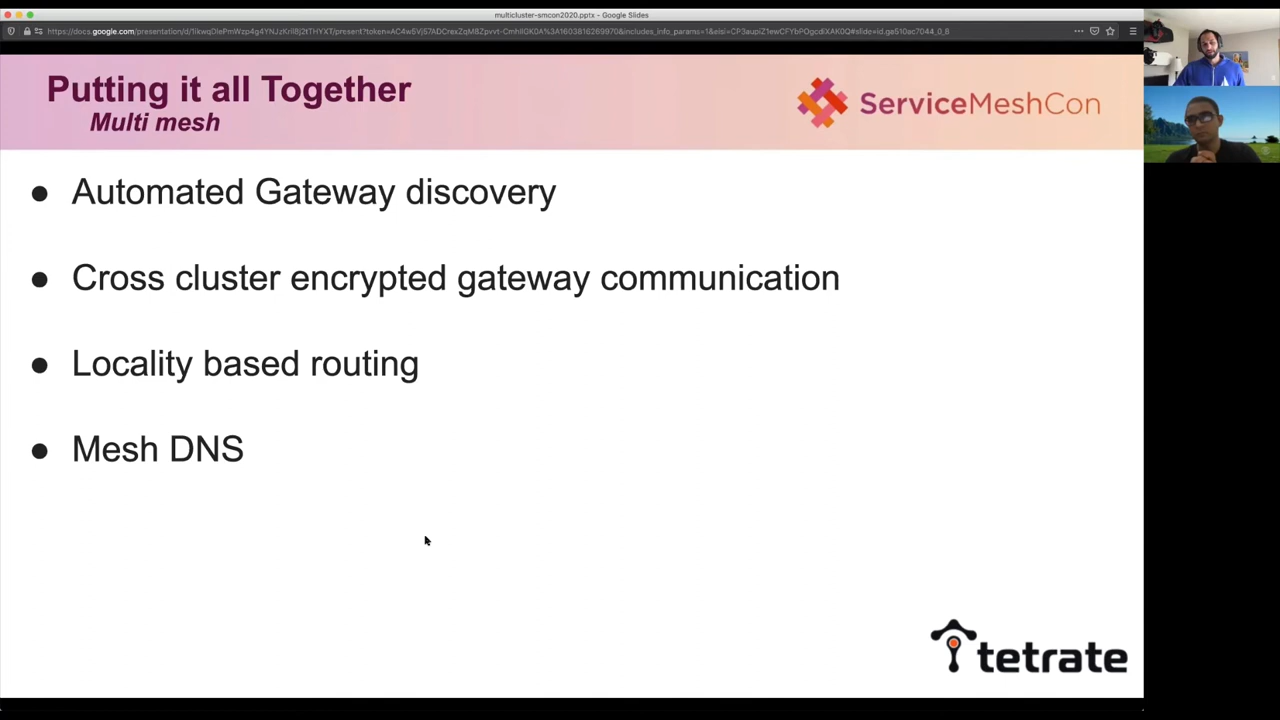 multicluster-smcon2020.pptx - Google Slides
Putting it all Together
Multi mesh
ServiceMeshCon
● Automated Gateway discovery
● Cross cluster encrypted gateway communication
● Locality based routing
● Mesh DNS
tetrate